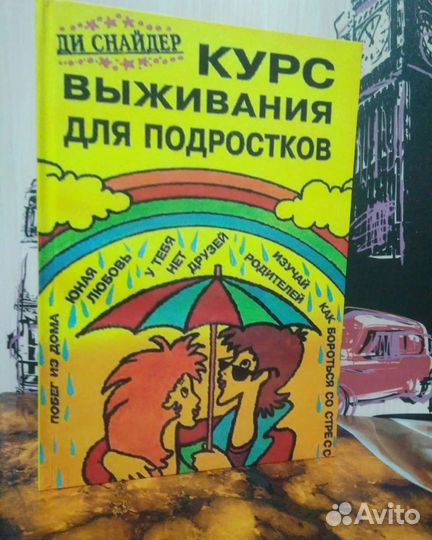 ДИ СНАЙДЕР
КУРС
ВЫЖИВАНИЯ
ДЛЯ ПОДРОСТКОВ
ПОБЕГ ИЗ ДОМА
ЮНАЯ
ЛЮБОВЬ
У ТЕБЯ
НЕТ
ДРУЗЕЙ
ИЗУЧАЙ
РОДИТЕЛЕЙ
КАК БОРОТЬСЯ СО СТРЕСС
Avito